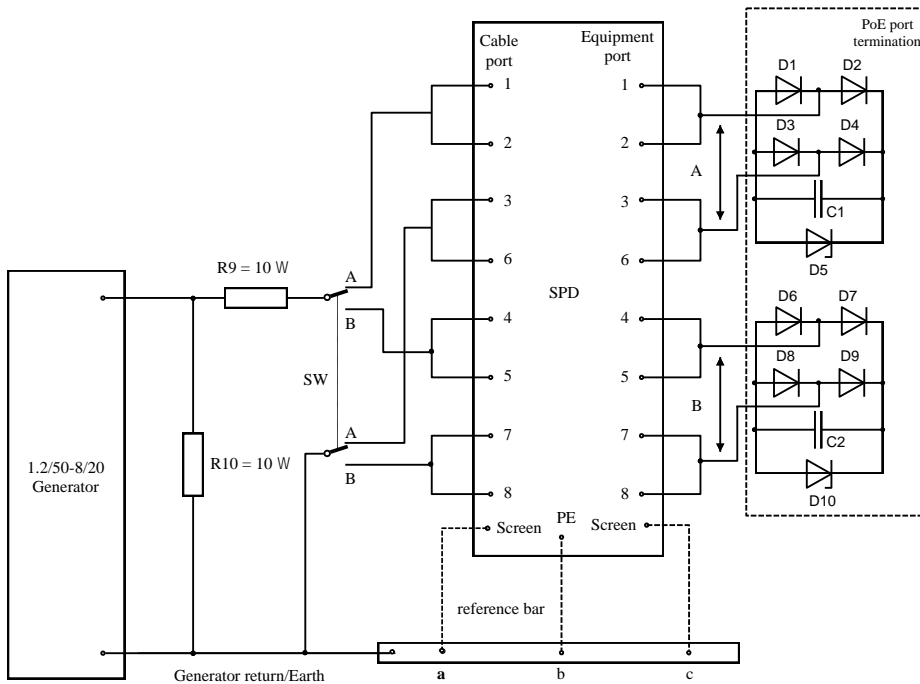 PoE port
termination
Cable
port
Equipment
port
D1
D2
1
1
2
2
D3
D4
A
3
3
C1
6
6
D5
R9 = 10 W
A
SPD
B
SW
4
4
D6
D7
5
5
D8
D9
B
A
7
7
C2
R10 = 10 W
1.2/50-8/20
Generator
B
8
8
D10
PE
Screen
Screen
reference bar
Generator return/Earth
a
b
c